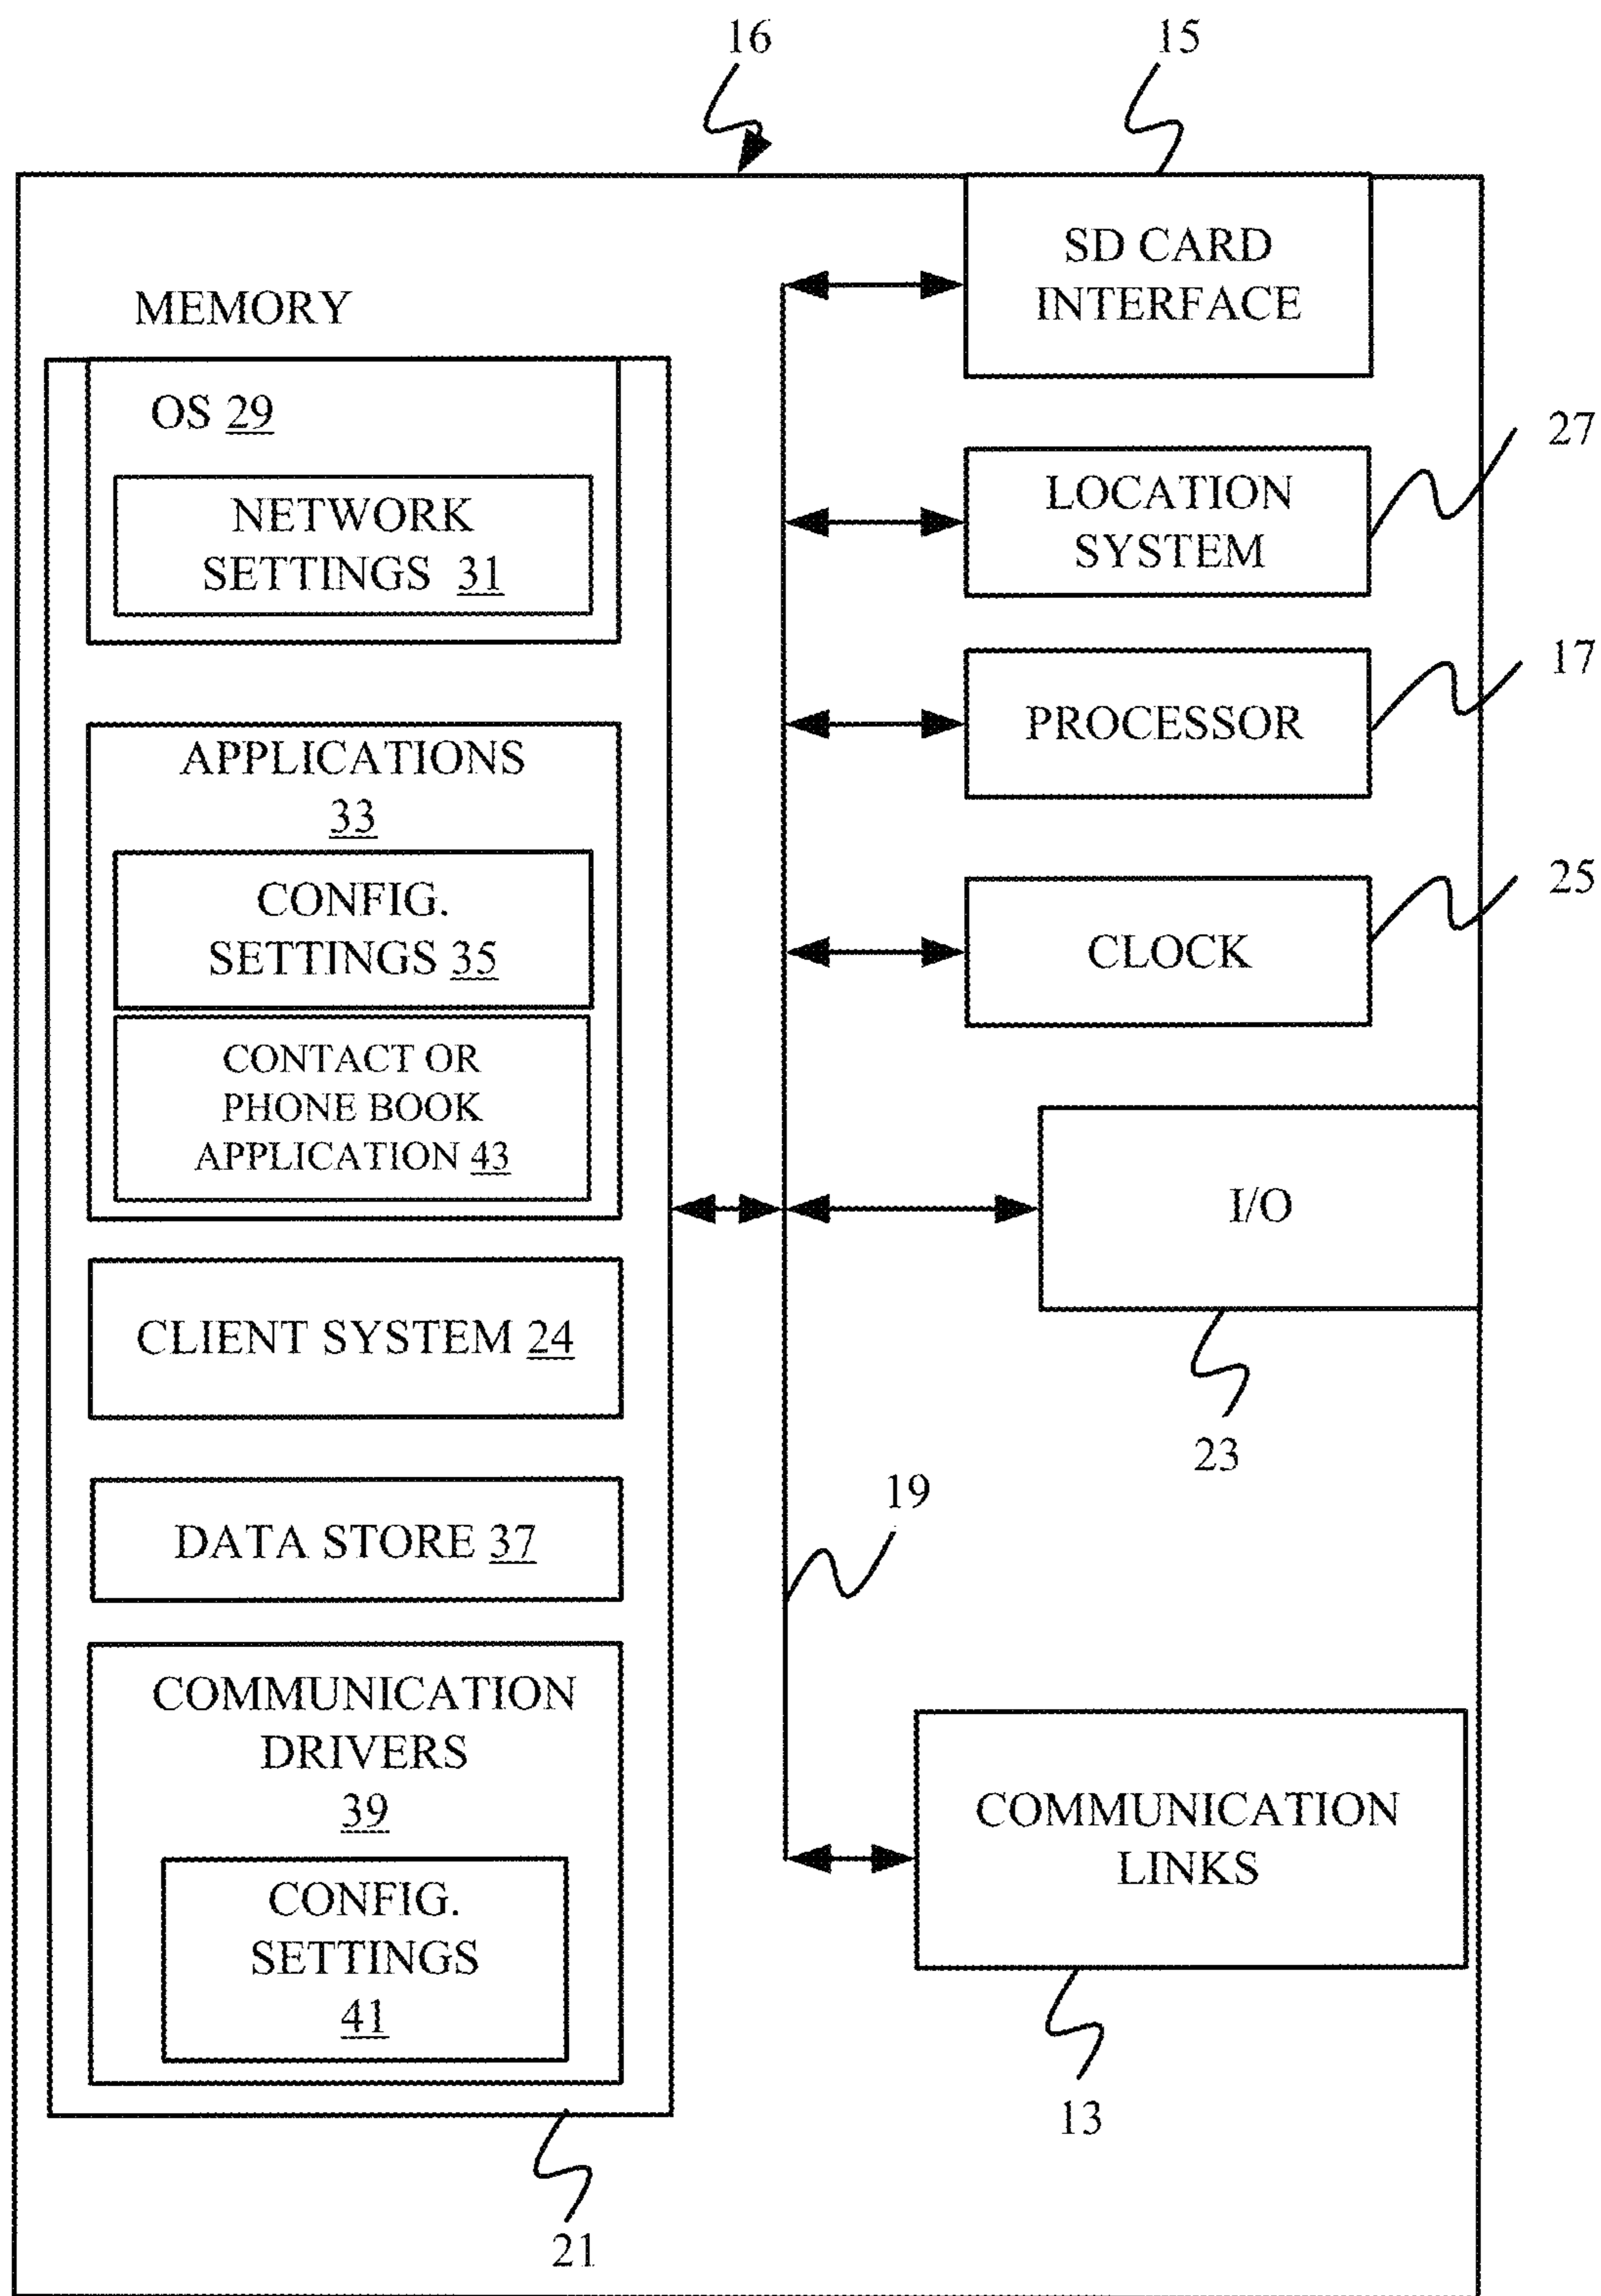 16
15
SD CARD
INTERFACE
MEMORY
OS 29
NETWORK
SETTINGS 31
27
LOCATION
SYSTEM
17
PROCESSOR
APPLICATIONS
33
CONFIG.
SETTINGS 35
CONTACT OR
PHONE BOOK
APPLICATION 43
25
CLOCK
I/O
23
CLIENT SYSTEM 24
19
DATA STORE 37
COMMUNICATION
DRIVERS
39
CONFIG.
SETTINGS
41
COMMUNICATION
LINKS
13
21